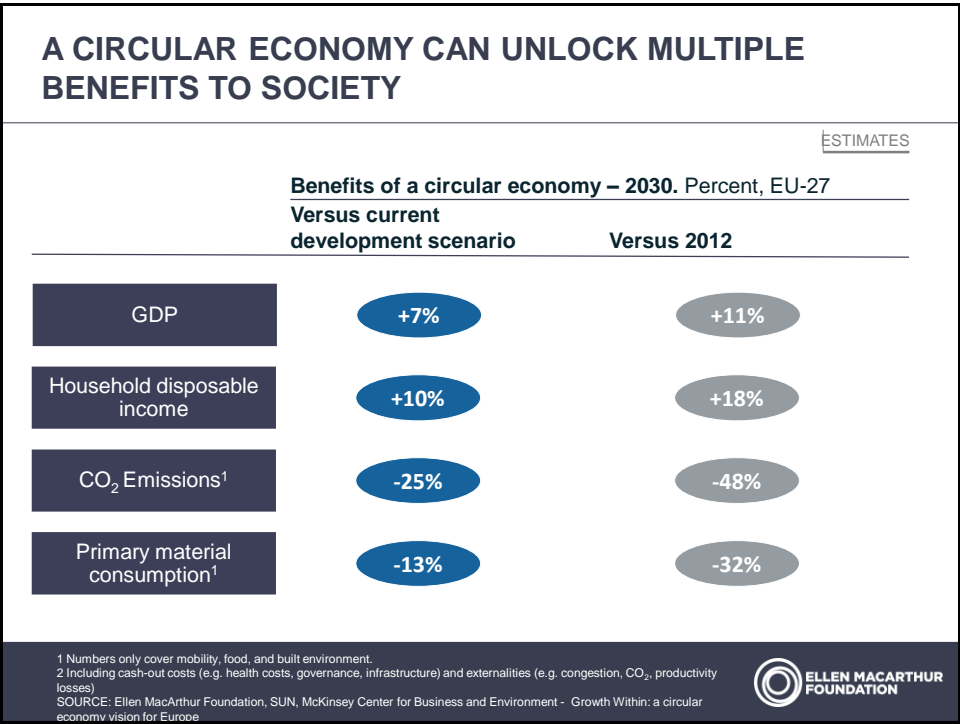 A CIRCULAR ECONOMY CAN UNLOCK MULTIPLE
BENEFITS TO SOCIETY
ESTIMATES
Benefits of a circular economy – 2030. Percent, EU-27
Versus current
development scenario
Versus 2012
GDP
+7%
+11%
Household disposable
income
+10%
+18%
CO₂ Emissions¹
-25%
-48%
Primary material
consumption¹
-13%
-32%
1 Numbers only cover mobility, food, and built environment.
2 Including cash-out costs (e.g. health costs, governance, infrastructure) and externalities (e.g. congestion, CO₂, productivity
losses)
SOURCE: Ellen MacArthur Foundation, SUN, McKinsey Center for Business and Environment - Growth Within: a circular
economy vision for Europe
ELLEN MACARTHUR
FOUNDATION